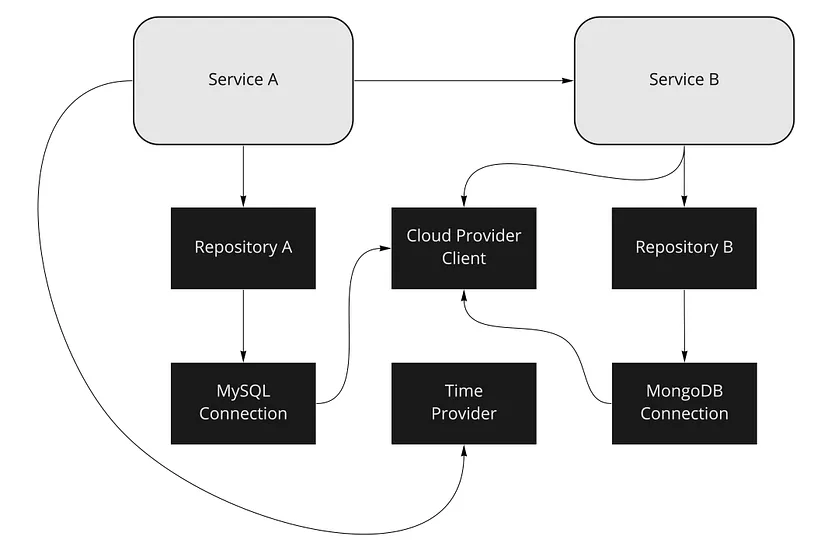 Service A
Service B
Repository A
Cloud Provider
Client
Repository B
MySQL
Connection
Time
Provider
MongoDB
Connection